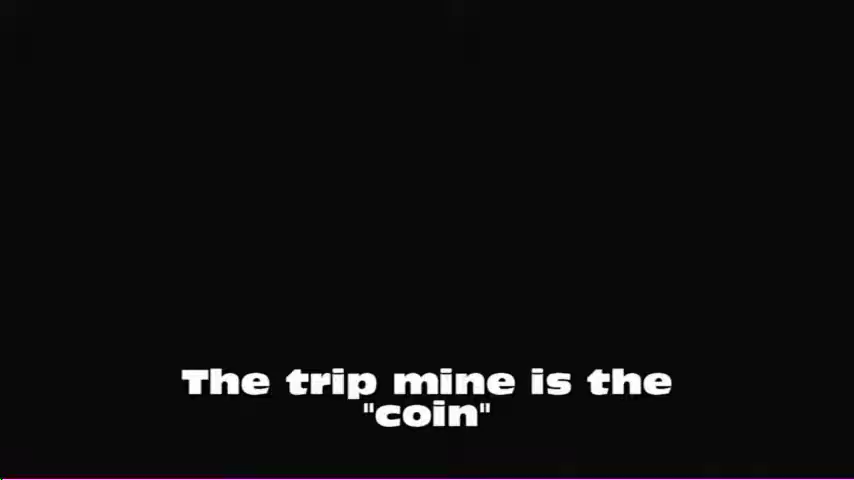 The trip mine is the
"coin"